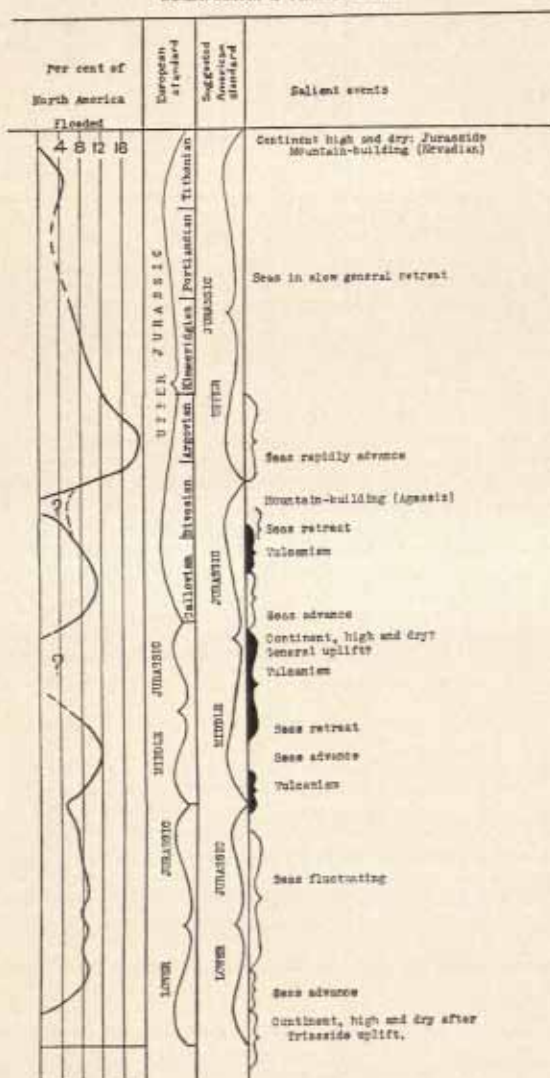 Per cent of
North America
Flooded
4 8 12 16
European
standard
Suggested
American
standard
Salient events
UPPER JURASSIC
Tithonian
Portlandian
Kimeridgian
Argovian
Divesian
Callovian
MIDDLE JURASSIC
LOWER JURASSIC
UPPER JURASSIC
MIDDLE JURASSIC
LOWER JURASSIC
?
?
Continent high and dry: Jurasside
Mountain-building (Nevadian)
Seas in slow general retreat
Seas rapidly advance
Mountain-building (Agassiz)
Seas retreat
Vulcanism
Seas advance
Continent, high and dry?
General uplift?
Vulcanism
Seas retreat
Seas advance
Vulcanism
Seas fluctuating
Seas advance
Continent, high and dry after
Triasside uplift.